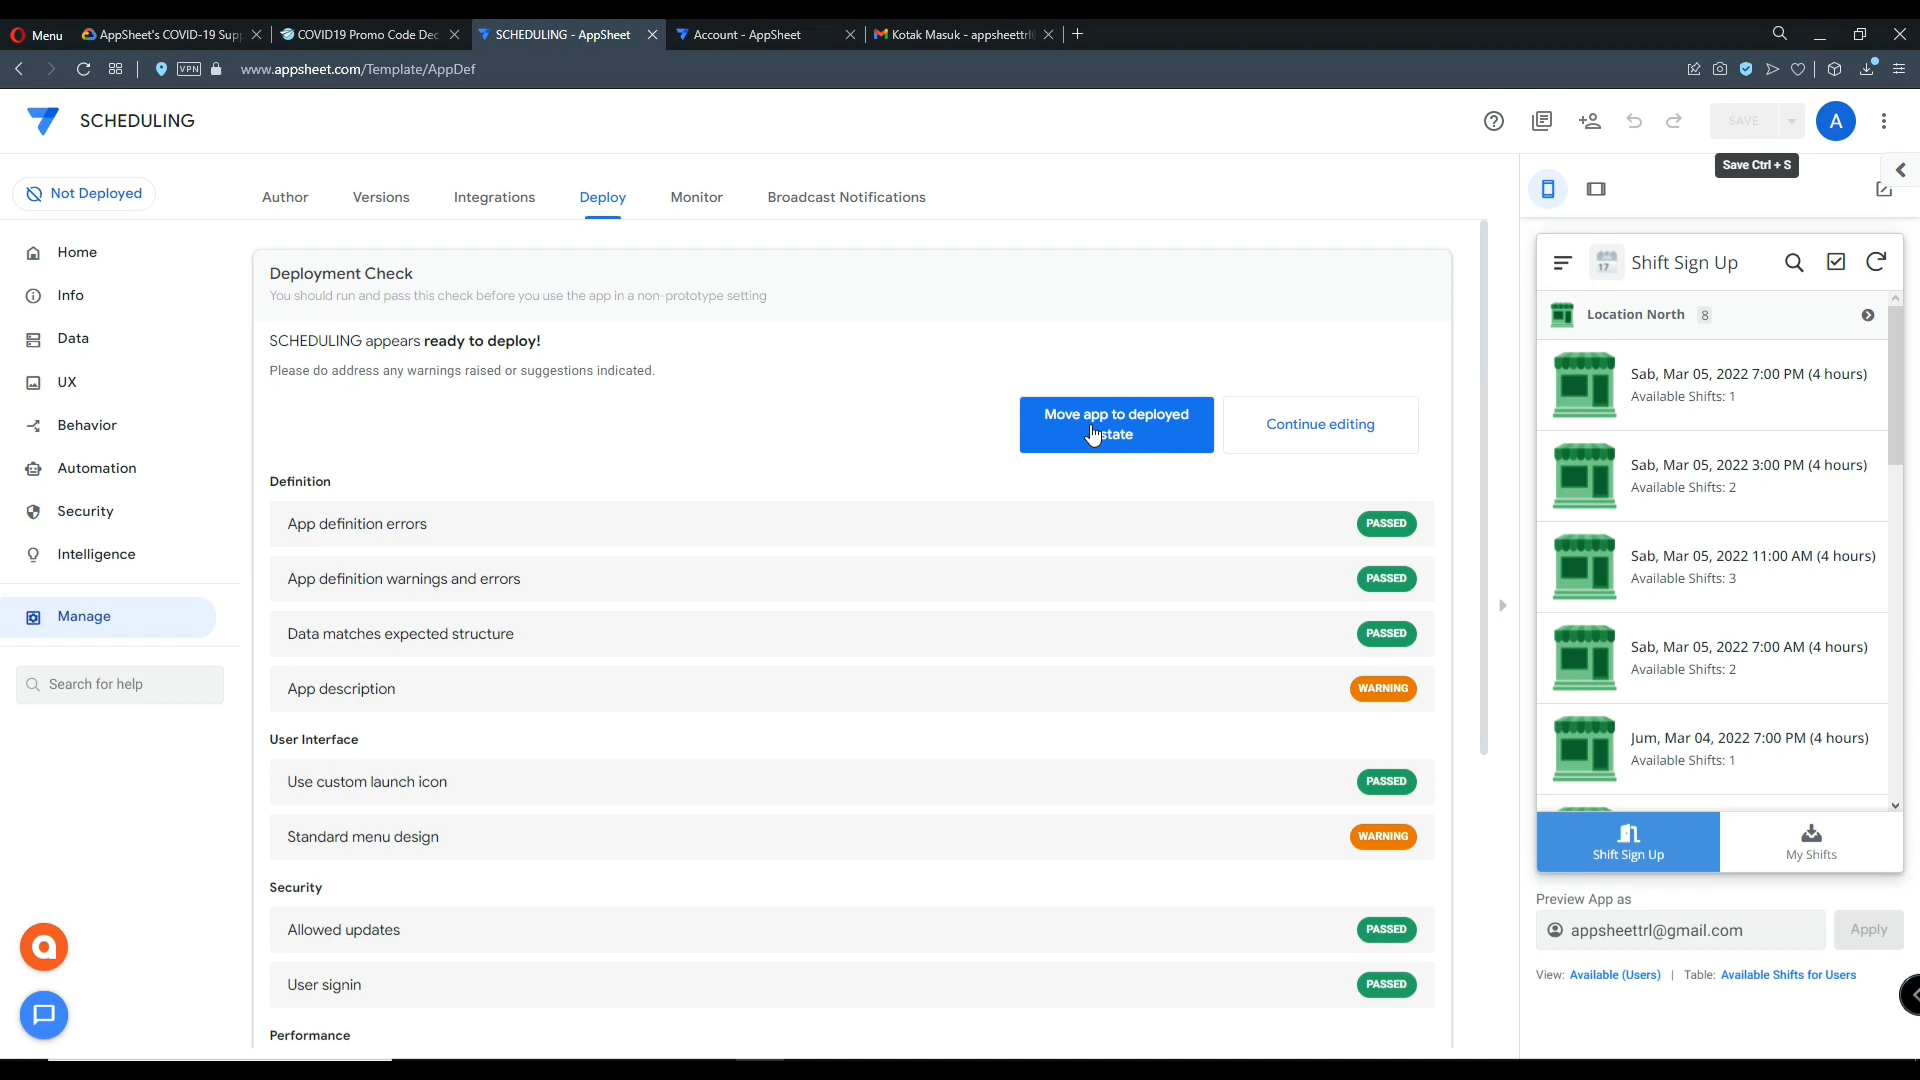 Menu
AppSheet's COVID-19 Supp
COVID19 Promo Code Dec
SCHEDULING - AppSheet
Account - AppSheet
Kotak Masuk - appsheettrl
VPN
www.appsheet.com/Template/AppDef
SCHEDULING
SAVE
A
Save Ctrl + S
Not Deployed
Author
Versions
Integrations
Deploy
Monitor
Broadcast Notifications
Home
Info
Data
UX
Behavior
Automation
Security
Intelligence
Manage
Search for help
Deployment Check
You should run and pass this check before you use the app in a non-prototype setting
SCHEDULING appears ready to deploy!
Please do address any warnings raised or suggestions indicated.
Move app to deployed
state
Continue editing
Definition
App definition errors PASSED
App definition warnings and errors PASSED
Data matches expected structure PASSED
App description WARNING
User Interface
Use custom launch icon PASSED
Standard menu design WARNING
Security
Allowed updates PASSED
User signin PASSED
Performance
17
Shift Sign Up
Location North 8
Sab, Mar 05, 2022 7:00 PM (4 hours)
Available Shifts: 1
Sab, Mar 05, 2022 3:00 PM (4 hours)
Available Shifts: 2
Sab, Mar 05, 2022 11:00 AM (4 hours)
Available Shifts: 3
Sab, Mar 05, 2022 7:00 AM (4 hours)
Available Shifts: 2
Jum, Mar 04, 2022 7:00 PM (4 hours)
Available Shifts: 1
Shift Sign Up
My Shifts
Preview App as
appsheettrl@gmail.com
Apply
View: Available (Users) | Table: Available Shifts for Users